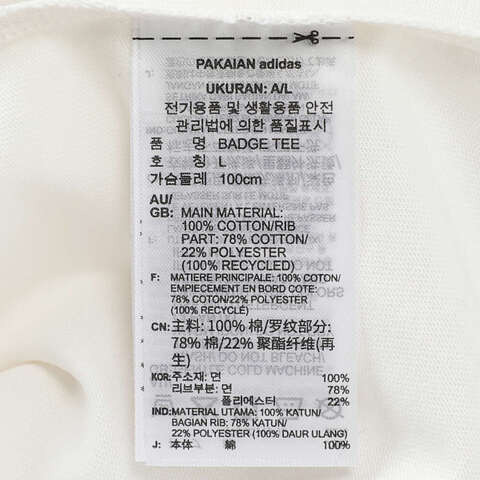 PAKAIAN adidas
UKURAN: A/L
전기용품 및 생활용품 안전
관리법에 의한 품질표시
품 명 BADGE TEE
호 칭 L
가슴둘레 100cm
AU/
GB: MAIN MATERIAL:
100% COTTON/RIB
PART: 78% COTTON/
22% POLYESTER
(100% RECYCLED)
F: MATIERE PRINCIPALE: 100% COTON/
EMPIECEMENT EN BORD COTE:
78% COTON/22% POLYESTER
(100% RECYCLÉ)
CN: 主料: 100% 棉/罗纹部分:
78% 棉/22% 聚酯纤维(再
生)
KOR: 주소재: 면 100%
리브부분: 면 78%
폴리에스터 22%
IND: MATERIAL UTAMA: 100% KATUN/
BAGIAN RIB: 78% KATUN/
22% POLYESTER (100% DAUR ULANG)
J: 本体 綿 100%